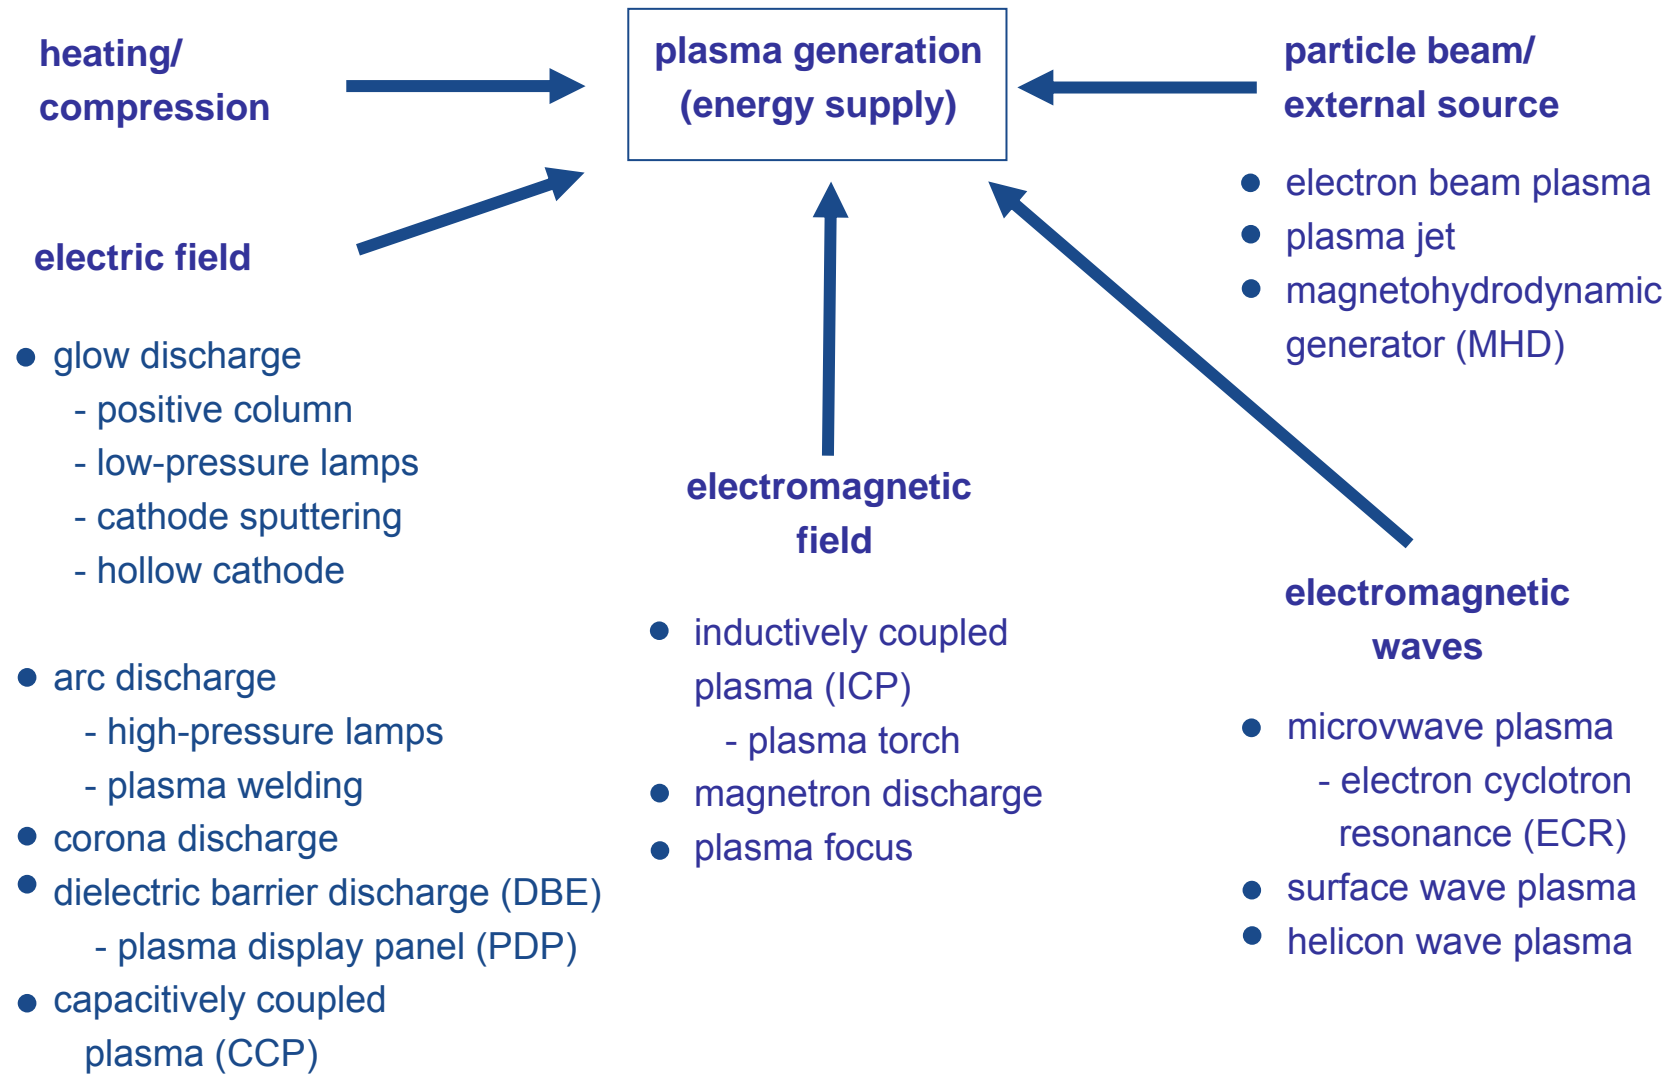 heating/
compression
plasma generation
(energy supply)
particle beam/
external source
● electron beam plasma
● plasma jet
● magnetohydrodynamic
generator (MHD)
electric field
● glow discharge
- positive column
- low-pressure lamps
- cathode sputtering
- hollow cathode
● arc discharge
- high-pressure lamps
- plasma welding
● corona discharge
● dielectric barrier discharge (DBE)
- plasma display panel (PDP)
● capacitively coupled
plasma (CCP)
electromagnetic
field
● inductively coupled
plasma (ICP)
- plasma torch
● magnetron discharge
● plasma focus
electromagnetic
waves
● microvwave plasma
- electron cyclotron
resonance (ECR)
● surface wave plasma
● helicon wave plasma